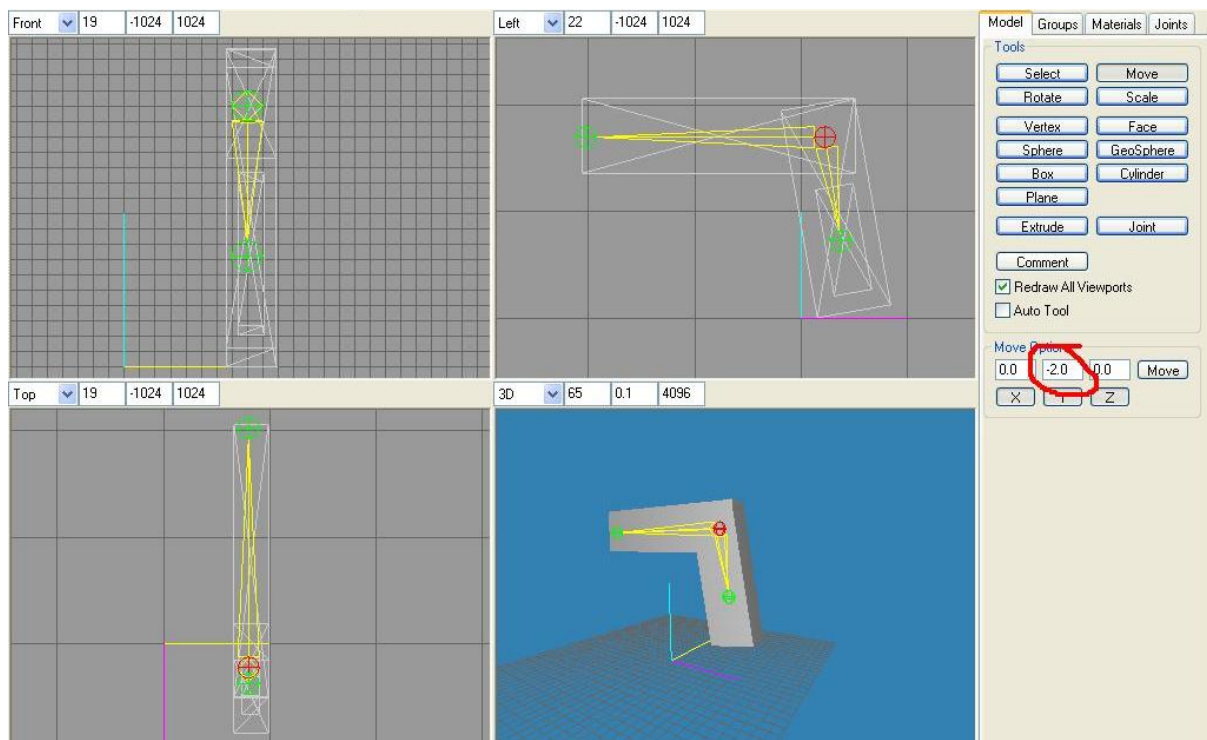 Front 19 -1024 1024
Left 22 -1024 1024
Model Groups Materials Joints
Tools
Select Move
Rotate Scale
Vertex Face
Sphere GeoSphere
Box Cylinder
Plane
Extrude Joint
Comment
Redraw All Viewports
Auto Tool
Move Option
0.0 -2.0 0.0 Move
X Y Z
Top 19 -1024 1024
3D 65 0.1 4096